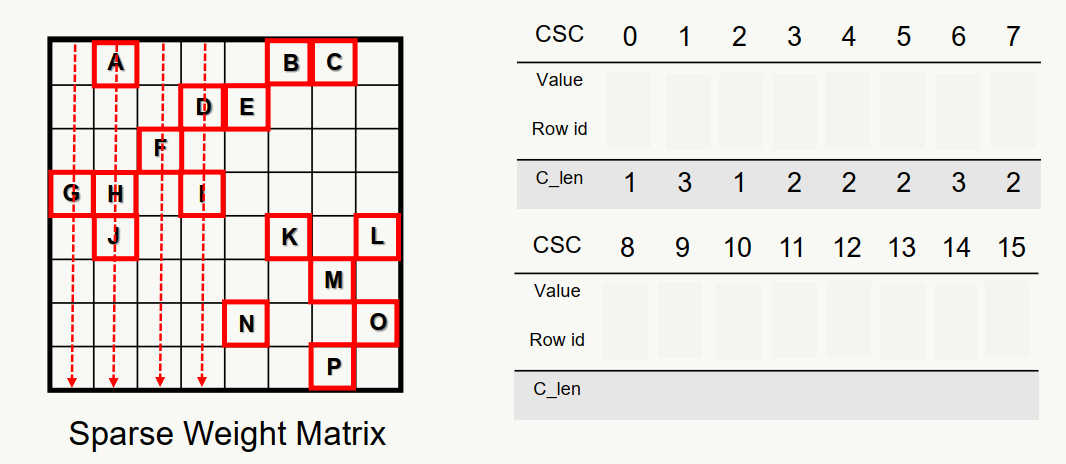 A B C
D E
F
G H I
J K L
M
N O
P
Sparse Weight Matrix
CSC 0 1 2 3 4 5 6 7
Value
Row id
C_len 1 3 1 2 2 2 3 2
CSC 8 9 10 11 12 13 14 15
Value
Row id
C_len